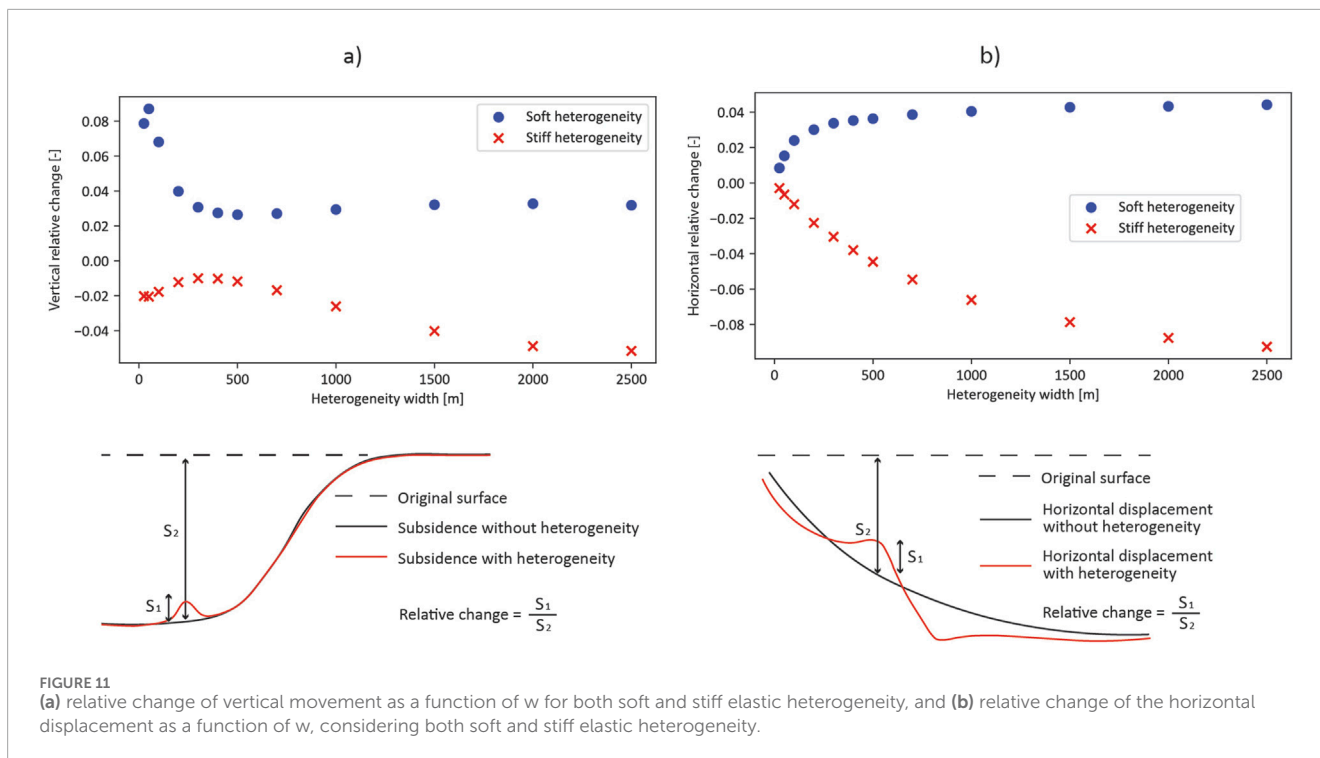 a)
b)
0.08
0.06
0.04
0.02
0.00
−0.02
−0.04
Vertical relative change [-]
Soft heterogeneity
Stiff heterogeneity
0
500
1000
1500
2000
2500
Heterogeneity width [m]
0.04
0.02
0.00
−0.02
−0.04
−0.06
−0.08
Horizontal relative change [-]
Soft heterogeneity
Stiff heterogeneity
0
500
1000
1500
2000
2500
Heterogeneity width [m]
S2
S1
Original surface
Subsidence without heterogeneity
Subsidence with heterogeneity
Relative change = S1/S2
S2
S1
Original surface
Horizontal displacement
without heterogeneity
Horizontal displacement
with heterogeneity
Relative change = S1/S2
FIGURE 11
(a) relative change of vertical movement as a function of w for both soft and stiff elastic heterogeneity, and (b) relative change of the horizontal
displacement as a function of w, considering both soft and stiff elastic heterogeneity.